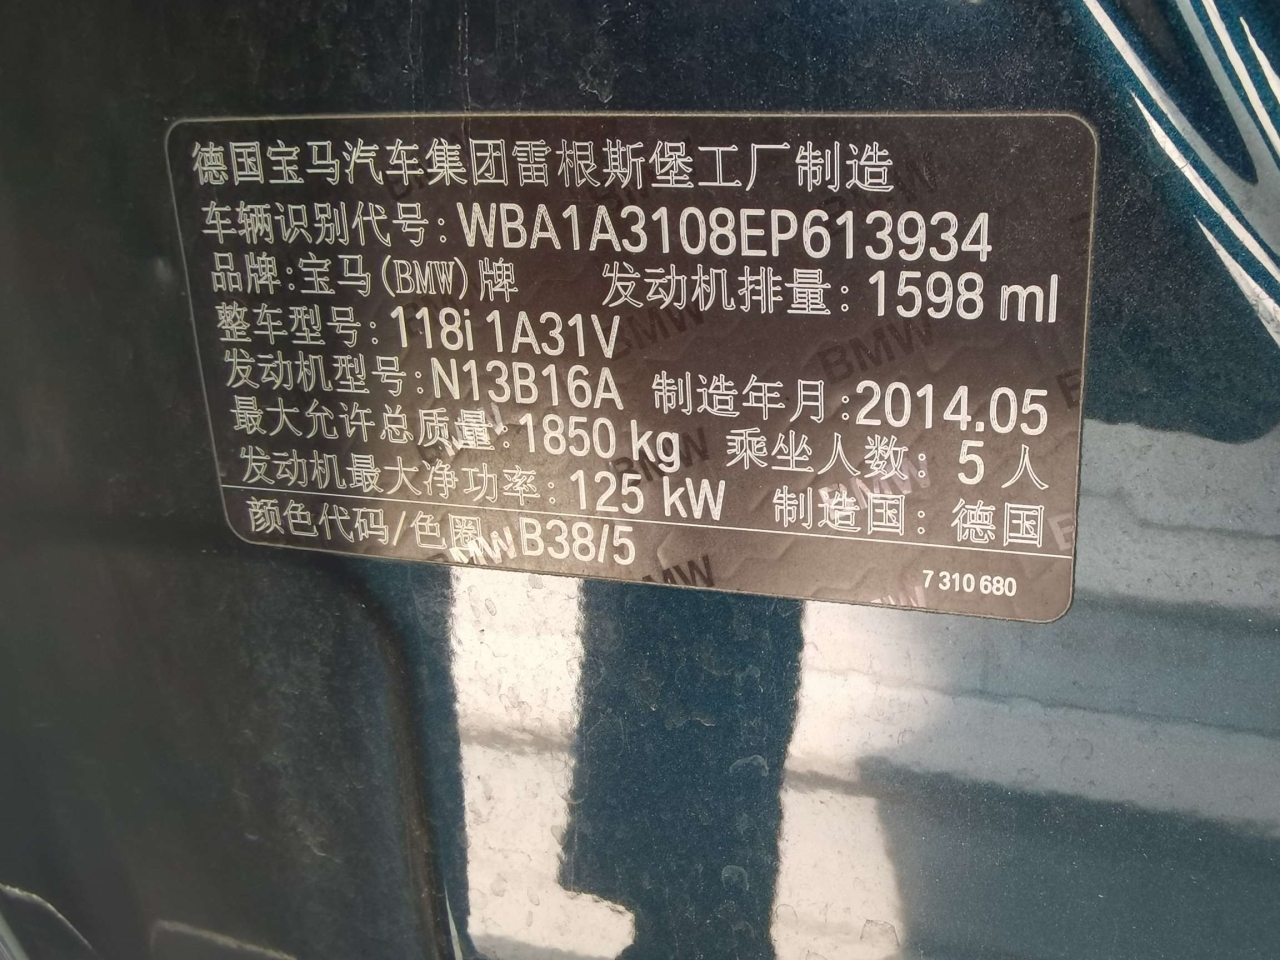 德国宝马汽车集团雷根斯堡工厂制造
车辆识别代号:WBA1A3108EP613934
品牌:宝马(BMW)牌 发动机排量:1598 ml
整车型号:118i 1A31V
发动机型号:N13B16A 制造年月:2014.05
最大允许总质量:1850 kg 乘坐人数: 5 人
发动机最大净功率: 125 kW 制造国: 德国
颜色代码/色圈: B38/5
7 310 680